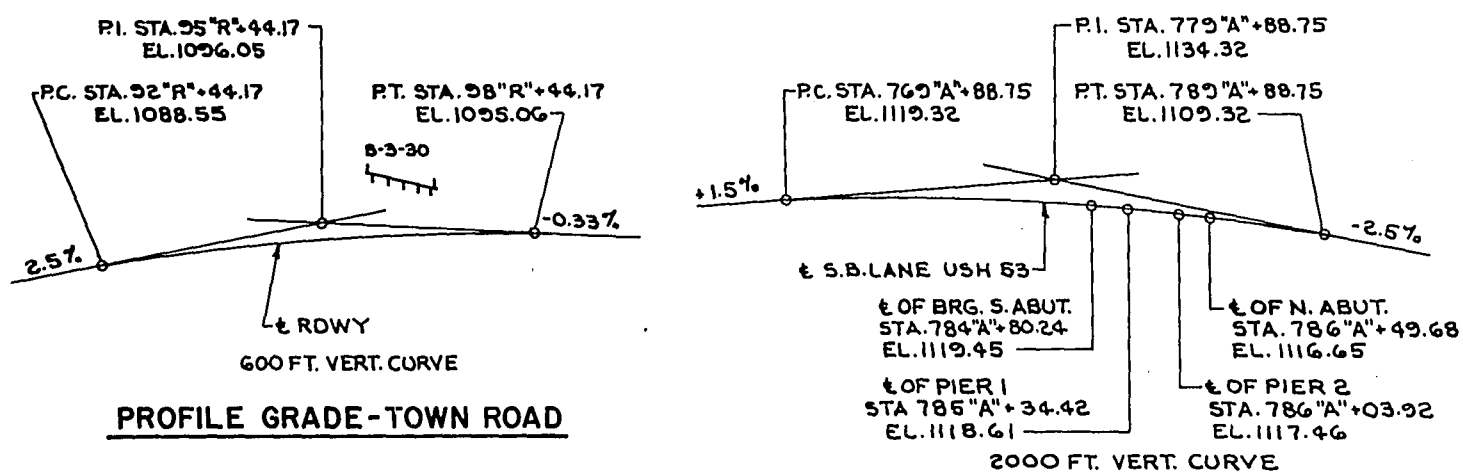 P.I. STA. 95"R"+44.17
EL. 1096.05
P.C. STA. 92"R"+44.17
EL. 1088.55
P.T. STA. 98"R"+44.17
EL. 1095.06
B-3-30
2.5%
-0.33%
℄ RDWY
600 FT. VERT. CURVE
PROFILE GRADE-TOWN ROAD
P.I. STA. 779"A"+88.75
EL. 1134.32
P.C. STA. 769"A"+88.75
EL. 1119.32
P.T. STA. 789"A"+88.75
EL. 1109.32
+1.5%
-2.5%
℄ S.B. LANE USH 53
℄ OF BRG. S. ABUT.
STA. 784"A"+80.24
EL. 1119.45
℄ OF N. ABUT.
STA. 786"A"+49.68
EL. 1116.65
℄ OF PIER 1
STA 785"A"+34.42
EL. 1118.61
℄ OF PIER 2
STA. 786"A"+03.92
EL. 1117.46
2000 FT. VERT. CURVE